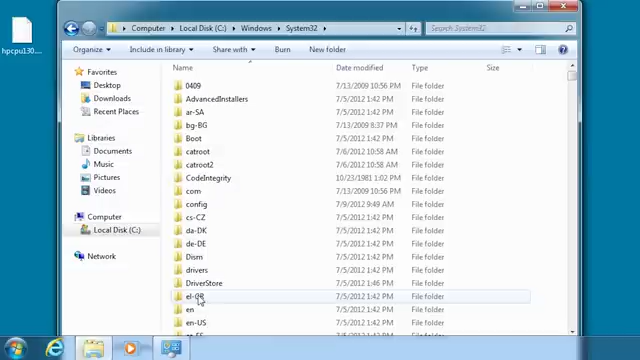 Computer ▸ Local Disk (C:) ▸ Windows ▸ System32 ▸
Search System32
hpcpu130....
Organize Include in library Share with Burn New folder
Name Date modified Type Size
Favorites
Desktop
Downloads
Recent Places
Libraries
Documents
Music
Pictures
Videos
Computer
Local Disk (C:)
Network
0409 7/13/2009 10:56 PM File folder
AdvancedInstallers 7/5/2012 1:42 PM File folder
ar-SA 7/5/2012 1:42 PM File folder
bg-BG 7/13/2009 8:37 PM File folder
Boot 7/5/2012 1:42 PM File folder
catroot 7/6/2012 10:58 AM File folder
catroot2 7/6/2012 10:58 AM File folder
CodeIntegrity 10/23/1981 1:02 PM File folder
com 7/13/2009 10:56 PM File folder
config 7/9/2012 9:49 AM File folder
cs-CZ 7/5/2012 1:42 PM File folder
da-DK 7/5/2012 1:42 PM File folder
de-DE 7/5/2012 1:42 PM File folder
Dism 7/5/2012 1:42 PM File folder
drivers 7/5/2012 1:42 PM File folder
DriverStore 7/5/2012 1:46 PM File folder
el-GR 7/5/2012 1:42 PM File folder
en 7/5/2012 1:42 PM File folder
en-US 7/5/2012 1:42 PM File folder